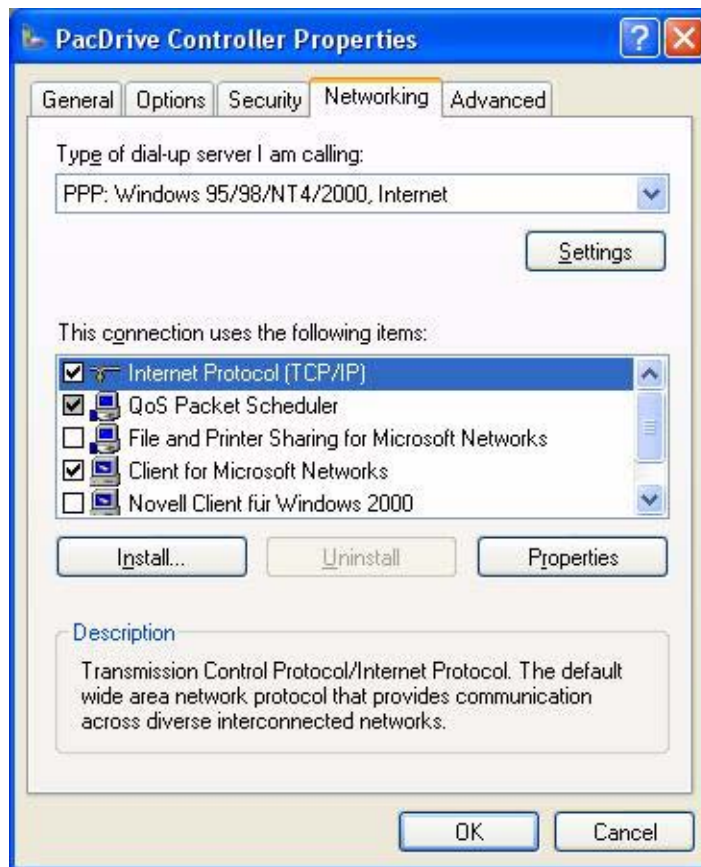 PacDrive Controller Properties
General Options Security Networking Advanced
Type of dial-up server I am calling:
PPP: Windows 95/98/NT4/2000, Internet
Settings
This connection uses the following items:
Internet Protocol (TCP/IP)
QoS Packet Scheduler
File and Printer Sharing for Microsoft Networks
Client for Microsoft Networks
Novell Client für Windows 2000
Install... Uninstall Properties
Description
Transmission Control Protocol/Internet Protocol. The default
wide area network protocol that provides communication
across diverse interconnected networks.
OK Cancel